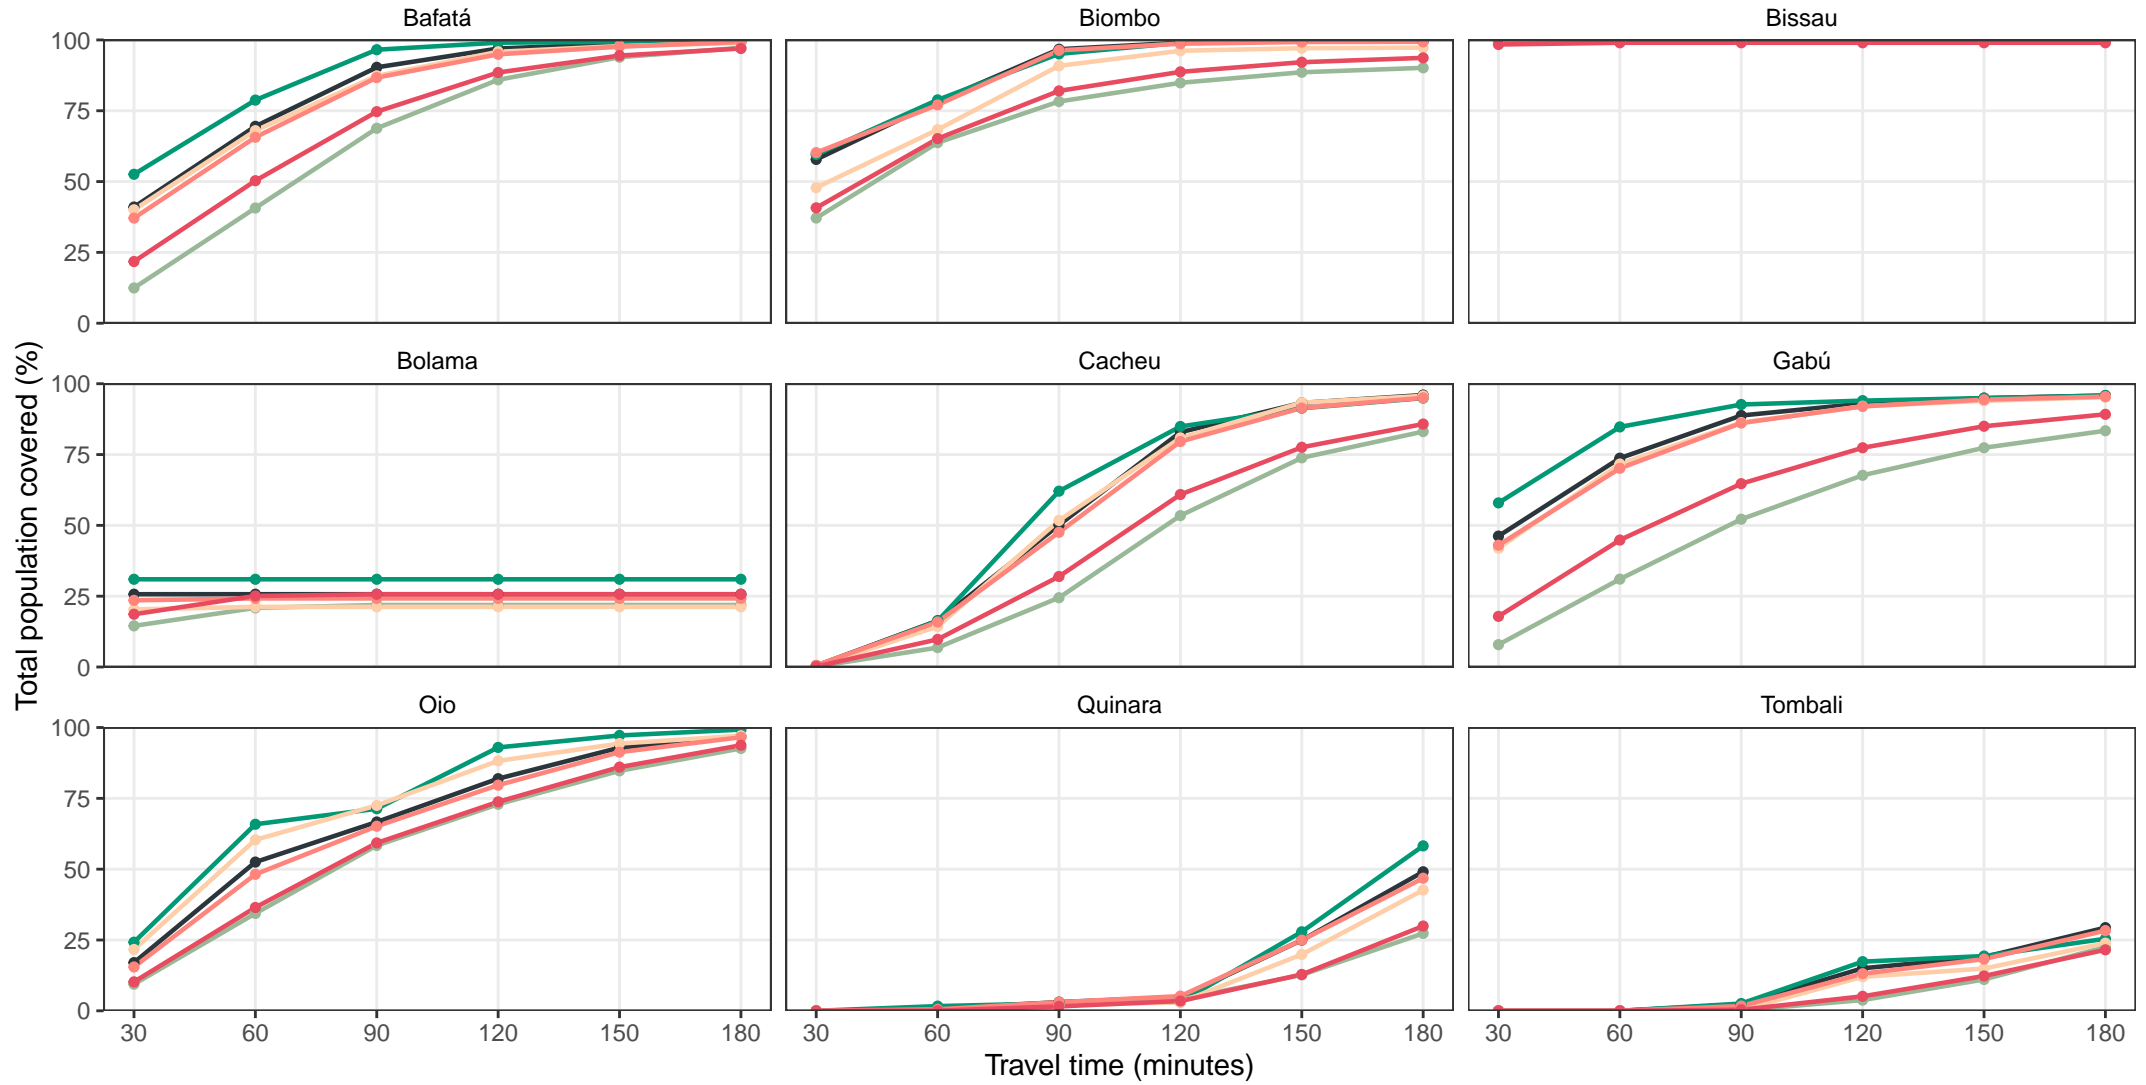 Bafatá
Biombo
Bissau
100
75
50
25
0
Bolama
Cacheu
Gabú
100
75
50
25
0
Oio
Quinara
Tombali
100
75
50
25
0
30 60 90 120 150 180
30 60 90 120 150 180
30 60 90 120 150 180
Travel time (minutes)
Total population covered (%)